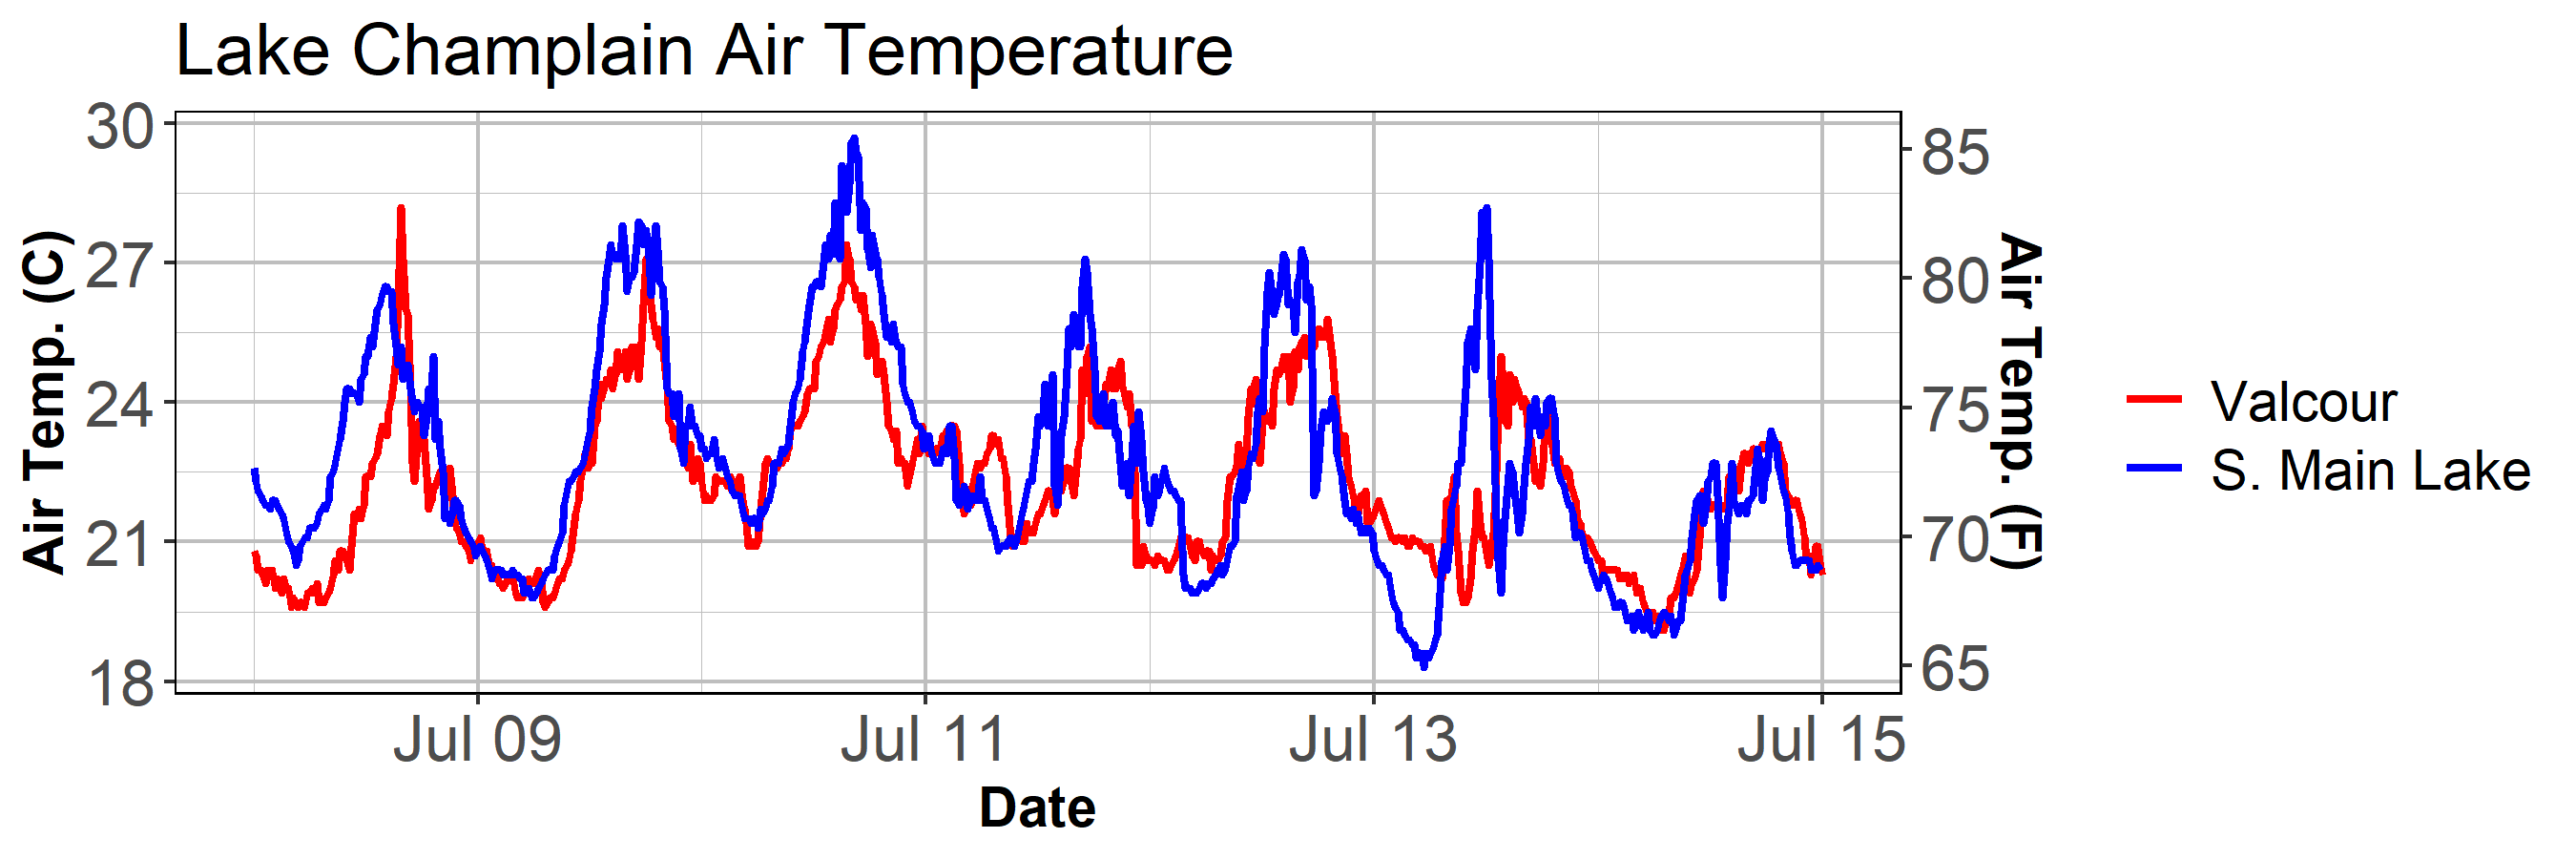 Lake Champlain Air Temperature
30
27
24
21
18
Air Temp. (C)
85
80
75
70
65
Air Temp. (F)
Jul 09
Jul 11
Jul 13
Jul 15
Date
Valcour
S. Main Lake